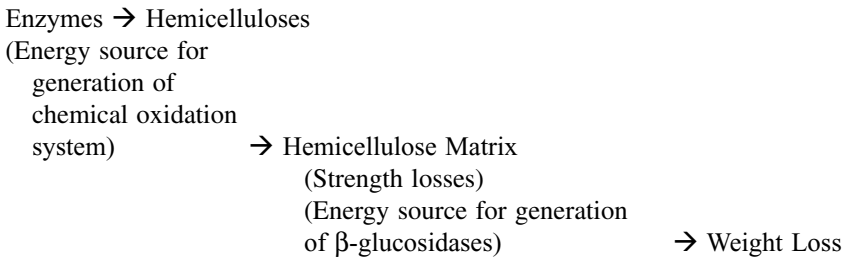 Enzymes → Hemicelluloses
(Energy source for
generation of
chemical oxidation
system) → Hemicellulose Matrix
(Strength losses)
(Energy source for generation
of β-glucosidases) → Weight Loss